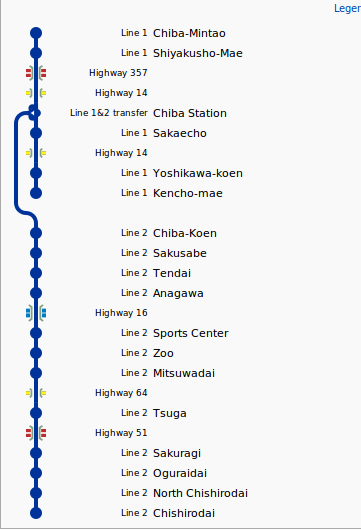 Leger
Line 1 Chiba-Mintao
Line 1 Shiyakusho-Mae
Highway 357
Highway 14
Line 1&2 transfer Chiba Station
Line 1 Sakaecho
Highway 14
Line 1 Yoshikawa-koen
Line 1 Kencho-mae
Line 2 Chiba-Koen
Line 2 Sakusabe
Line 2 Tendai
Line 2 Anagawa
Highway 16
Line 2 Sports Center
Line 2 Zoo
Line 2 Mitsuwadai
Highway 64
Line 2 Tsuga
Highway 51
Line 2 Sakuragi
Line 2 Oguraidai
Line 2 North Chishirodai
Line 2 Chishirodai